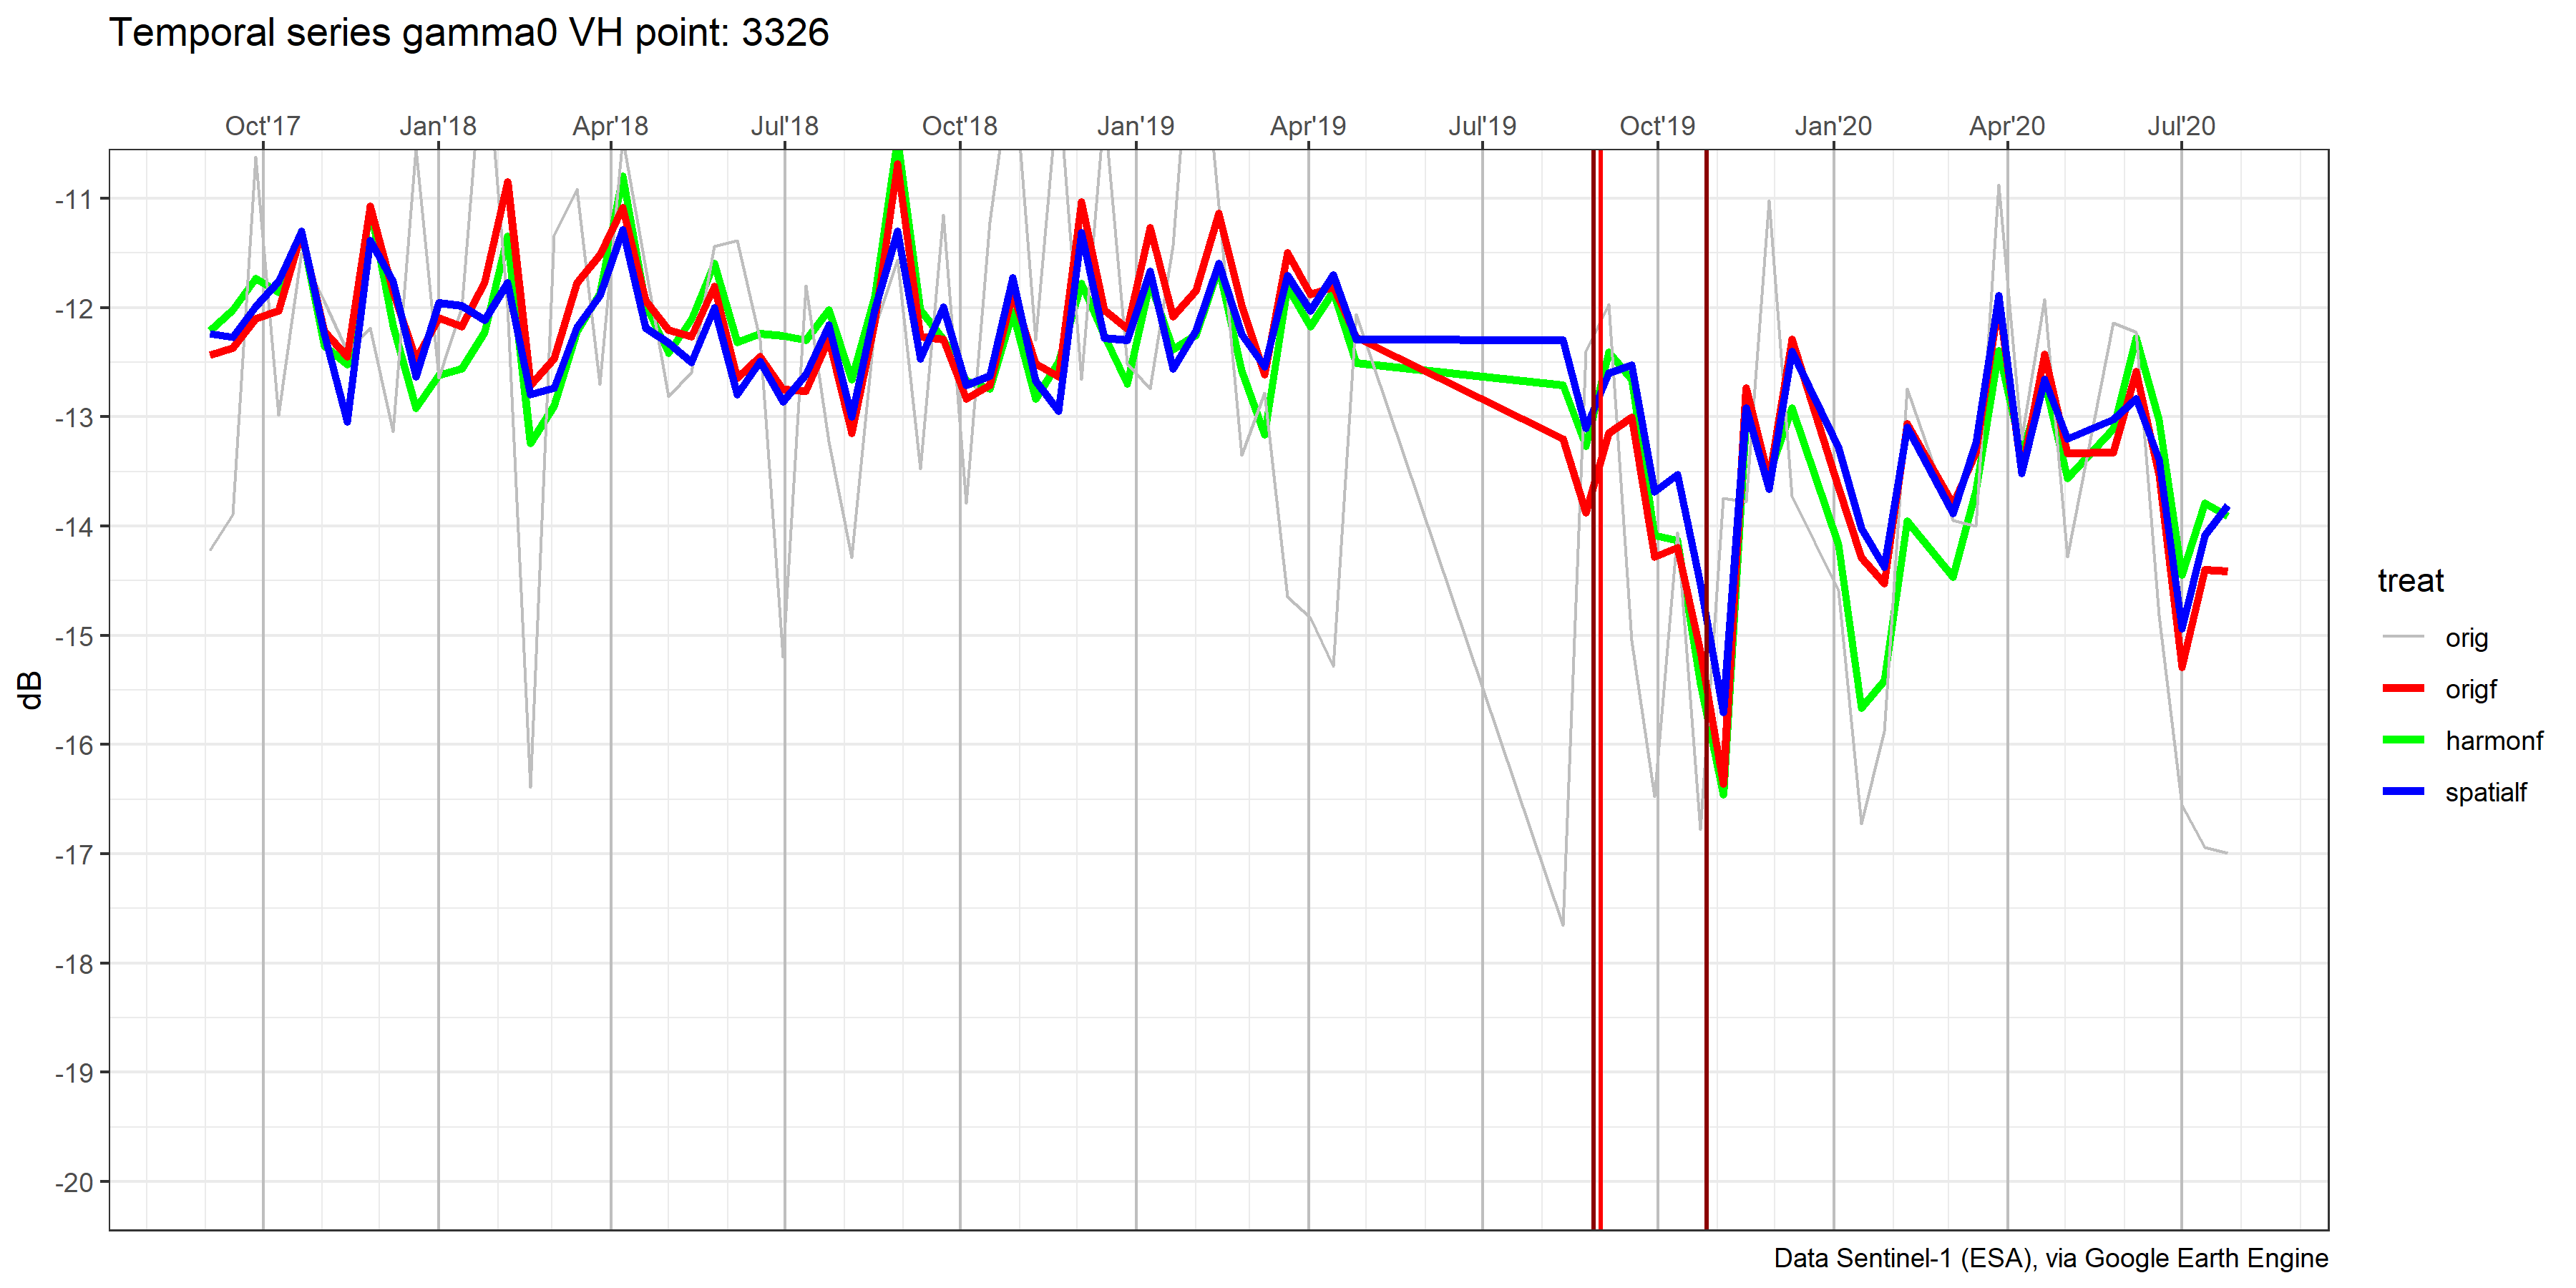 Temporal series gamma0 VH point: 3326
Oct'17 Jan'18 Apr'18 Jul'18 Oct'18 Jan'19 Apr'19 Jul'19 Oct'19 Jan'20 Apr'20 Jul'20
-11
-12
-13
-14
-15
-16
-17
-18
-19
-20
dB
treat
orig
origf
harmonf
spatialf
Data Sentinel-1 (ESA), via Google Earth Engine